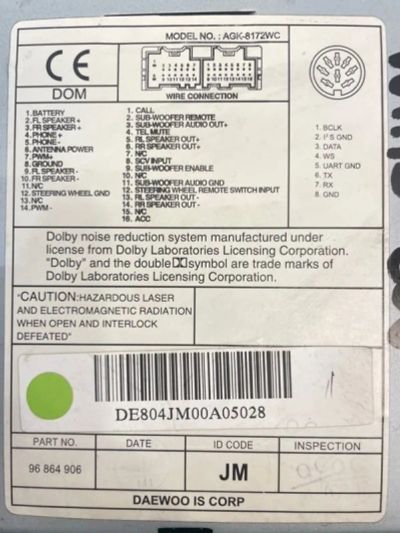 MODEL NO. : AGK-8172WC
CE
DOM
WIRE CONNECTION
1. BATTERY
2. FL SPEAKER +
3. FR SPEAKER +
4. PHONE +
5. PHONE -
6. ANTENNA POWER
7. PWM+
8. GROUND
9. FL SPEAKER -
10. FR SPEAKER -
11. N/C
12. STEERING WHEEL GND
13. N/C
14. PWM -
1. CALL
2. SUB-WOOFER REMOTE
3. SUB-WOOFER AUDIO OUT+
4. TEL MUTE
5. RL SPEAKER OUT+
6. RR SPEAKER OUT+
7. N/C
8. SCV INPUT
9. SUB-WOOFER ENABLE
10. N/C
11. SUB-WOOFER AUDIO GND
12. STEERING WHEEL REMOTE SWITCH INPUT
13. RL SPEAKER OUT -
14. RR SPEAKER OUT -
15. N/C
16. ACC
1. BCLK
2. I²S GND
3. DATA
4. WS
5. UART GND
6. TX
7. RX
8. GND
Dolby noise reduction system manufactured under
license from Dolby Laboratories Licensing Corporation.
"Dolby" and the double symbol are trade marks of
Dolby Laboratories Licensing Corporation.
"CAUTION:HAZARDOUS LASER
AND ELECTROMAGNETIC RADIATION
WHEN OPEN AND INTERLOCK
DEFEATED"
DE804JM00A05028
PART NO.
DATE
ID CODE
INSPECTION
96 864 906
JM
DAEWOO IS CORP